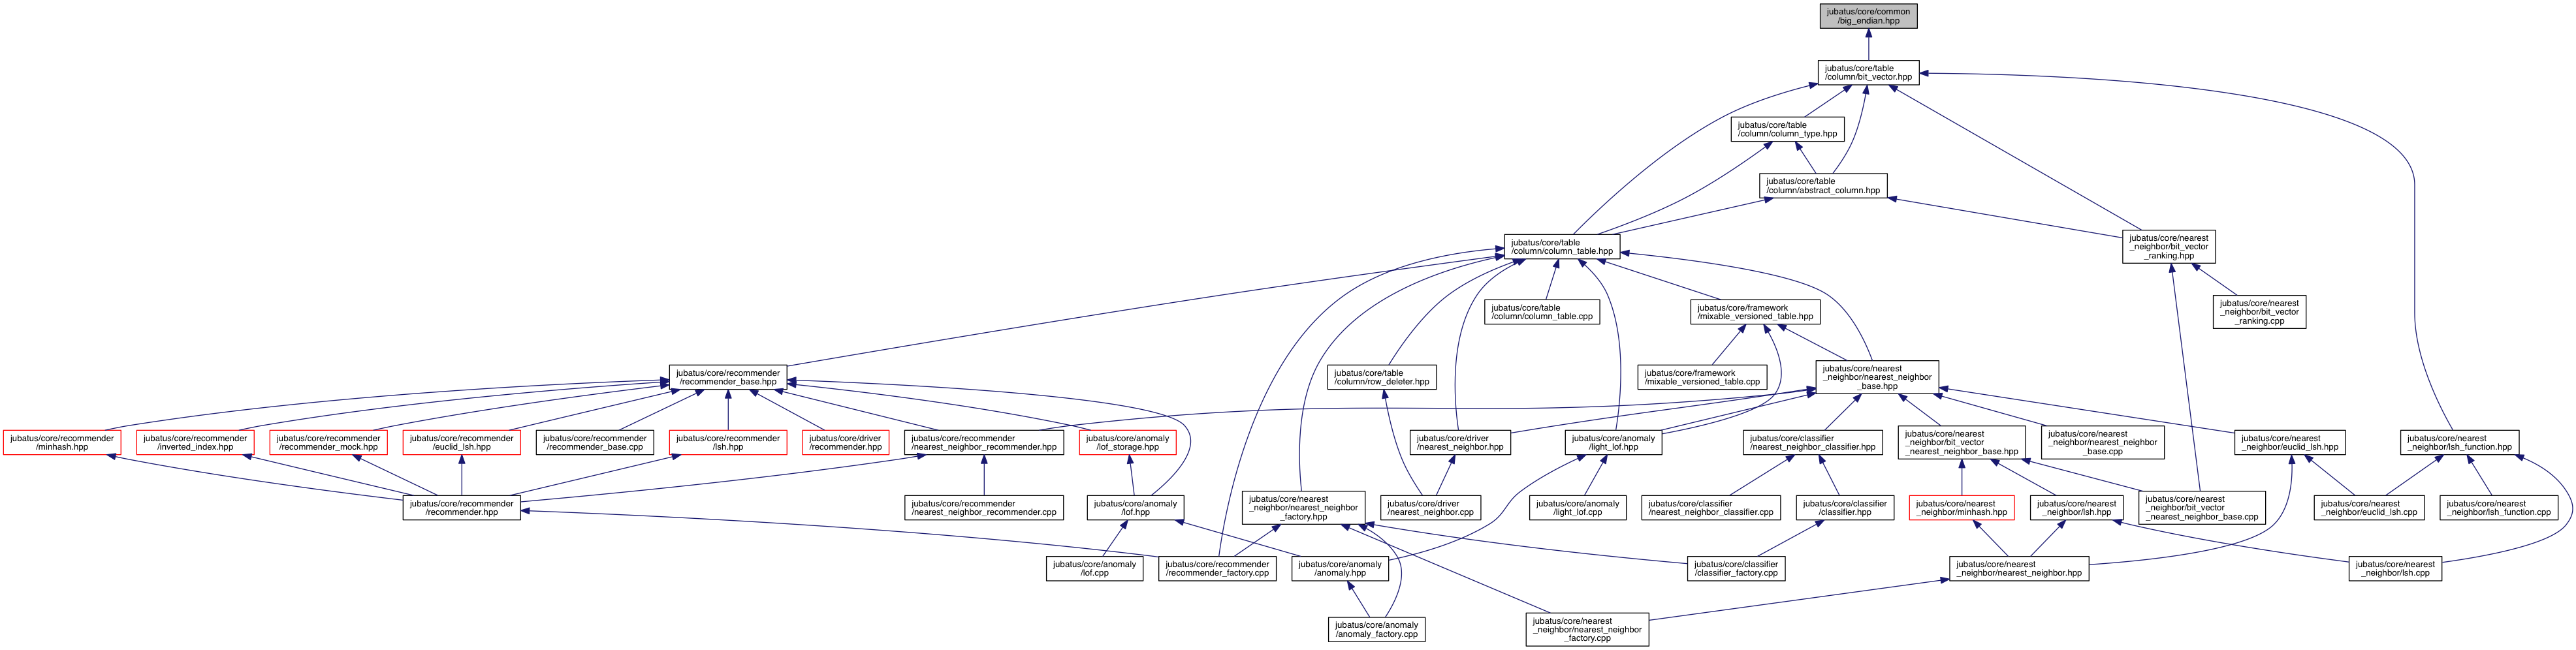 jubatus/core/common
/big_endian.hpp
jubatus/core/table
/column/bit_vector.hpp
jubatus/core/table
/column/column_type.hpp
jubatus/core/table
/column/abstract_column.hpp
jubatus/core/table
/column/column_table.hpp
jubatus/core/nearest
_neighbor/bit_vector
_ranking.hpp
jubatus/core/table
/column/column_table.cpp
jubatus/core/framework
/mixable_versioned_table.hpp
jubatus/core/nearest
_neighbor/bit_vector
_ranking.cpp
jubatus/core/recommender
/recommender_base.hpp
jubatus/core/table
/column/row_deleter.hpp
jubatus/core/framework
/mixable_versioned_table.cpp
jubatus/core/nearest
_neighbor/nearest_neighbor
_base.hpp
jubatus/core/recommender
/minhash.hpp
jubatus/core/recommender
/inverted_index.hpp
jubatus/core/recommender
/recommender_mock.hpp
jubatus/core/recommender
/euclid_lsh.hpp
jubatus/core/recommender
/recommender_base.cpp
jubatus/core/recommender
/lsh.hpp
jubatus/core/driver
/recommender.hpp
jubatus/core/recommender
/nearest_neighbor_recommender.hpp
jubatus/core/anomaly
/lof_storage.hpp
jubatus/core/driver
/nearest_neighbor.hpp
jubatus/core/anomaly
/light_lof.hpp
jubatus/core/classifier
/nearest_neighbor_classifier.hpp
jubatus/core/nearest
_neighbor/bit_vector
_nearest_neighbor_base.hpp
jubatus/core/nearest
_neighbor/nearest_neighbor
_base.cpp
jubatus/core/nearest
_neighbor/euclid_lsh.hpp
jubatus/core/nearest
_neighbor/lsh_function.hpp
jubatus/core/recommender
/recommender.hpp
jubatus/core/recommender
/nearest_neighbor_recommender.cpp
jubatus/core/anomaly
/lof.hpp
jubatus/core/nearest
_neighbor/nearest_neighbor
_factory.hpp
jubatus/core/driver
/nearest_neighbor.cpp
jubatus/core/anomaly
/light_lof.cpp
jubatus/core/classifier
/nearest_neighbor_classifier.cpp
jubatus/core/classifier
/classifier.hpp
jubatus/core/nearest
_neighbor/minhash.hpp
jubatus/core/nearest
_neighbor/lsh.hpp
jubatus/core/nearest
_neighbor/bit_vector
_nearest_neighbor_base.cpp
jubatus/core/nearest
_neighbor/euclid_lsh.cpp
jubatus/core/nearest
_neighbor/lsh_function.cpp
jubatus/core/anomaly
/lof.cpp
jubatus/core/recommender
/recommender_factory.cpp
jubatus/core/anomaly
/anomaly.hpp
jubatus/core/classifier
/classifier_factory.cpp
jubatus/core/nearest
_neighbor/nearest_neighbor.hpp
jubatus/core/nearest
_neighbor/lsh.cpp
jubatus/core/anomaly
/anomaly_factory.cpp
jubatus/core/nearest
_neighbor/nearest_neighbor
_factory.cpp